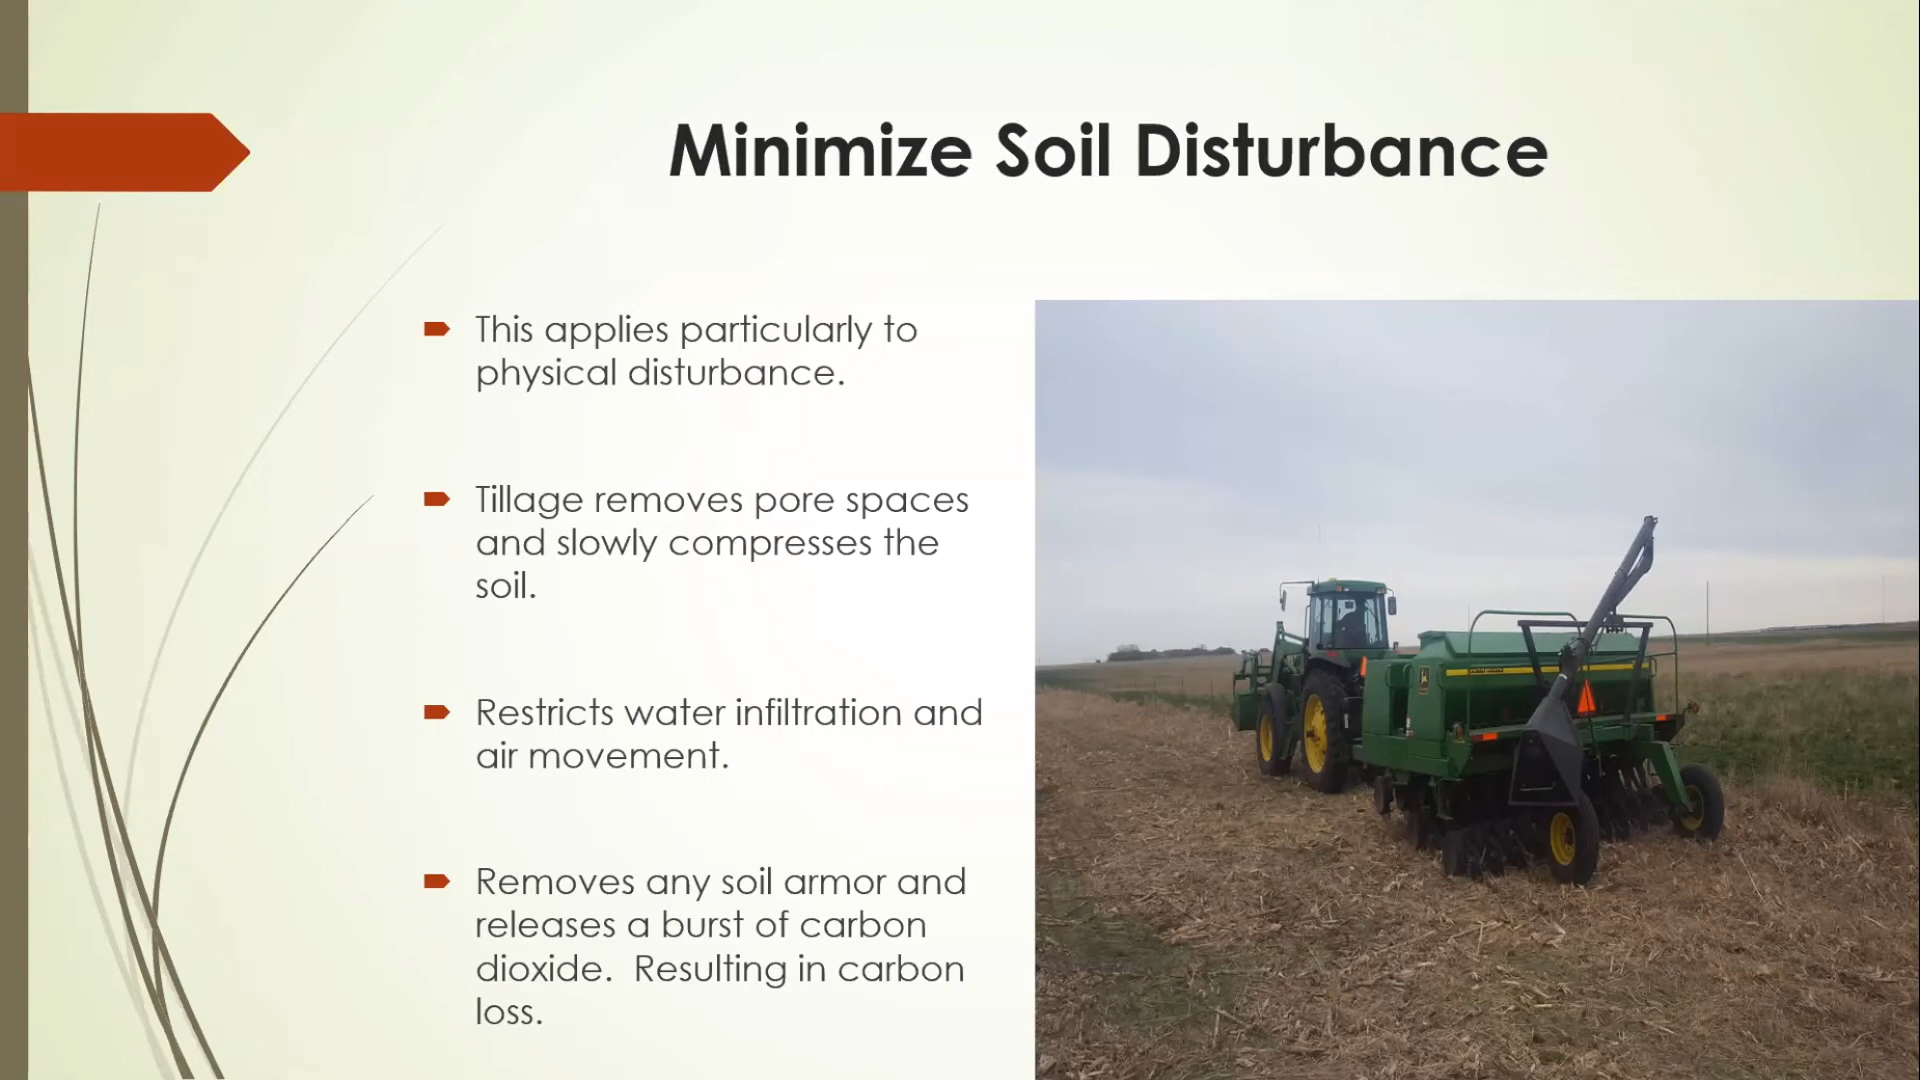 Minimize Soil Disturbance
This applies particularly to
physical disturbance.
Tillage removes pore spaces
and slowly compresses the
soil.
Restricts water infiltration and
air movement.
Removes any soil armor and
releases a burst of carbon
dioxide.  Resulting in carbon
loss.